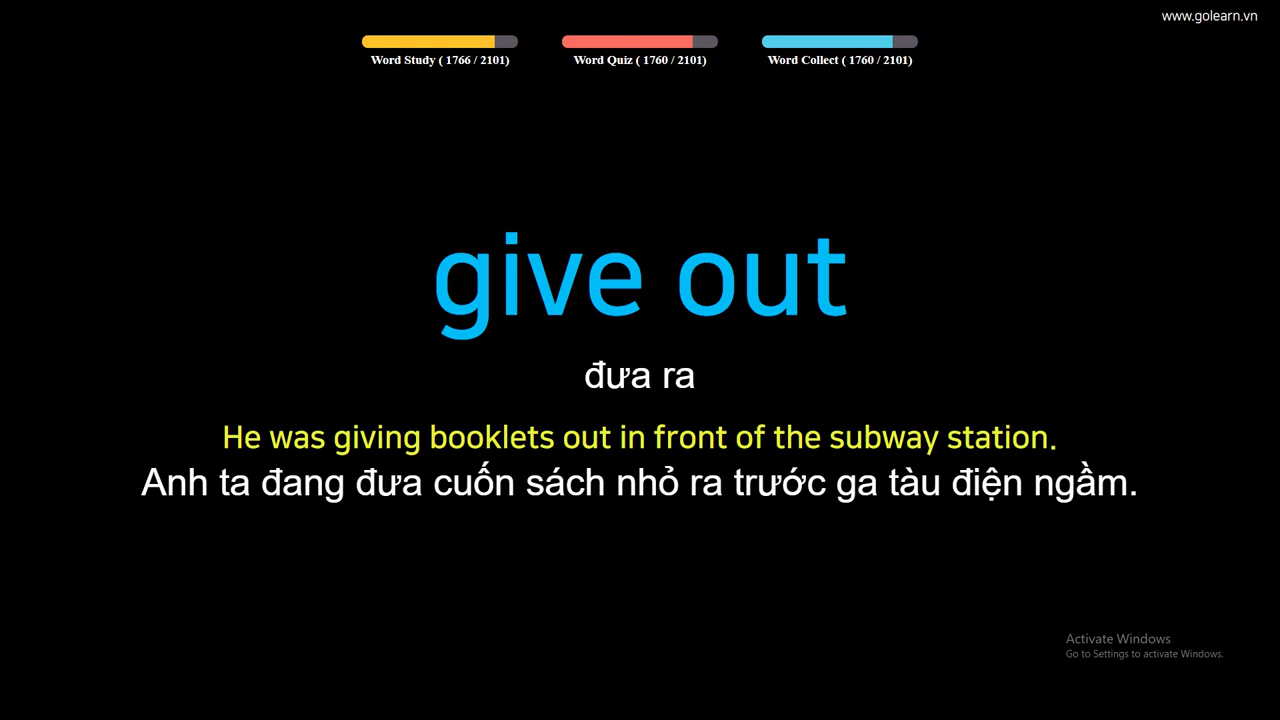 www.golearn.vn
Word Study ( 1766 / 2101)
Word Quiz ( 1760 / 2101)
Word Collect ( 1760 / 2101)
give out
đưa ra
He was giving booklets out in front of the subway station.
Anh ta đang đưa cuốn sách nhỏ ra trước ga tàu điện ngầm.
Activate Windows
Go to Settings to activate Windows.